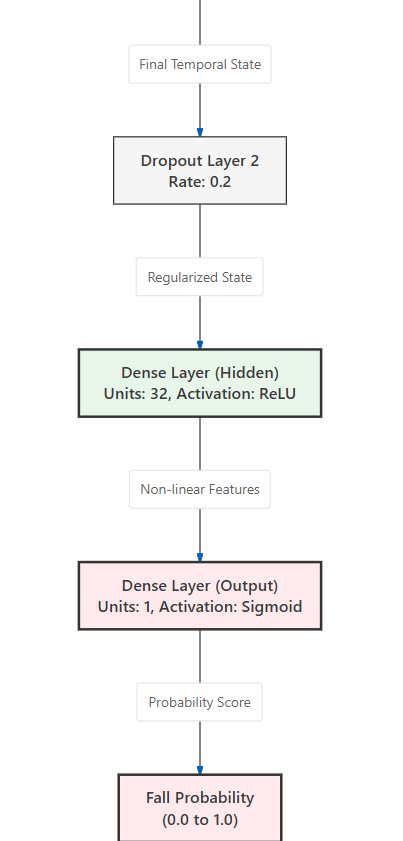 Final Temporal State
Dropout Layer 2
Rate: 0.2
Regularized State
Dense Layer (Hidden)
Units: 32, Activation: ReLU
Non-linear Features
Dense Layer (Output)
Units: 1, Activation: Sigmoid
Probability Score
Fall Probability
(0.0 to 1.0)